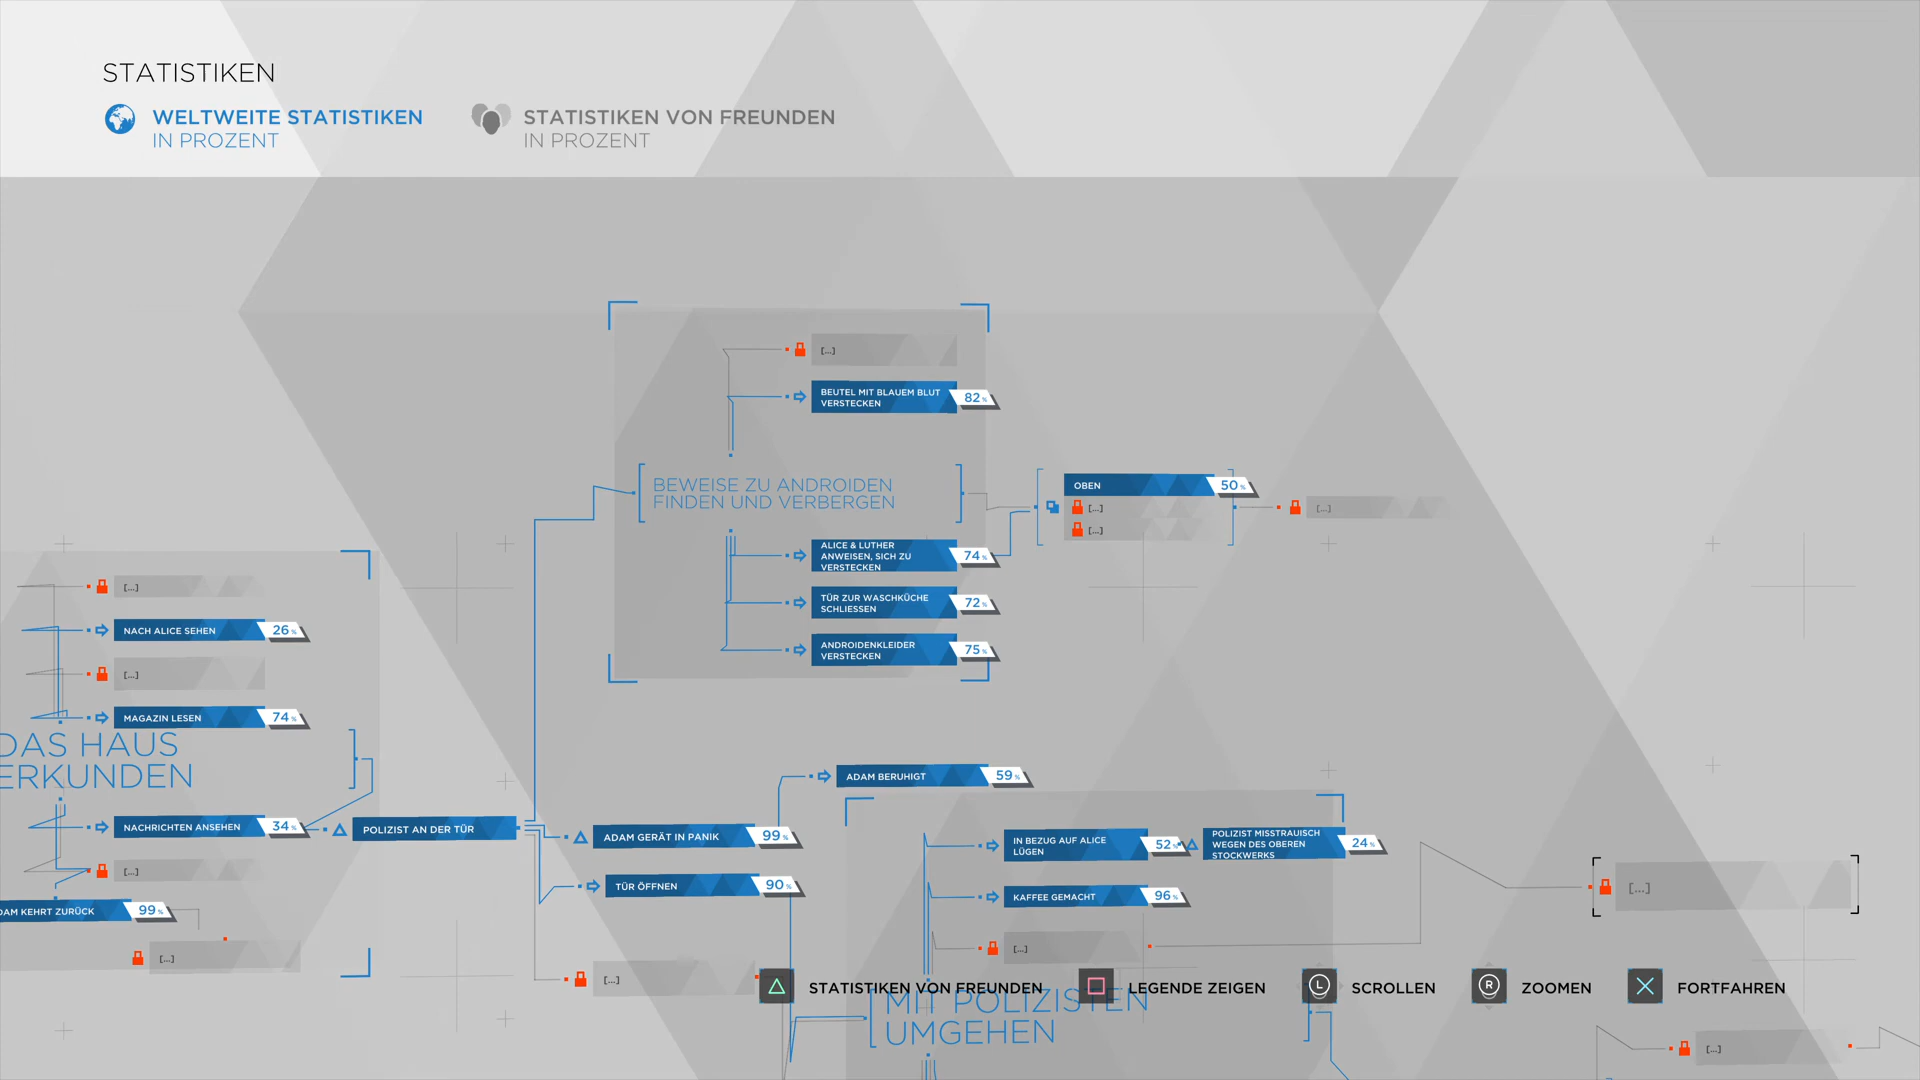 STATISTIKEN
WELTWEITE STATISTIKEN
IN PROZENT
STATISTIKEN VON FREUNDEN
IN PROZENT
[...]
BEUTEL MIT BLAUEM BLUT
VERSTECKEN
82%
BEWEISE ZU ANDROIDEN
FINDEN UND VERBERGEN
OBEN
50%
[...]
[...]
[...]
ALICE & LUTHER
ANWEISEN, SICH ZU
VERSTECKEN
74%
TÜR ZUR WASCHKÜCHE
SCHLIESSEN
72%
ANDROIDENKLEIDER
VERSTECKEN
75%
[...]
NACH ALICE SEHEN
26%
[...]
MAGAZIN LESEN
74%
DAS HAUS
ERKUNDEN
NACHRICHTEN ANSEHEN
34%
[...]
DAM KEHRT ZURÜCK
99%
[...]
POLIZIST AN DER TÜR
ADAM BERUHIGT
59%
ADAM GERÄT IN PANIK
99%
TÜR ÖFFNEN
90%
[...]
IN BEZUG AUF ALICE
LÜGEN
52%
POLIZIST MISSTRAUISCH
WEGEN DES OBEREN
STOCKWERKS
24%
KAFFEE GEMACHT
96%
[...]
[...]
MIT POLIZISTEN
UMGEHEN
[...]
STATISTIKEN VON FREUNDEN
LEGENDE ZEIGEN
L
SCROLLEN
R
ZOOMEN
FORTFAHREN